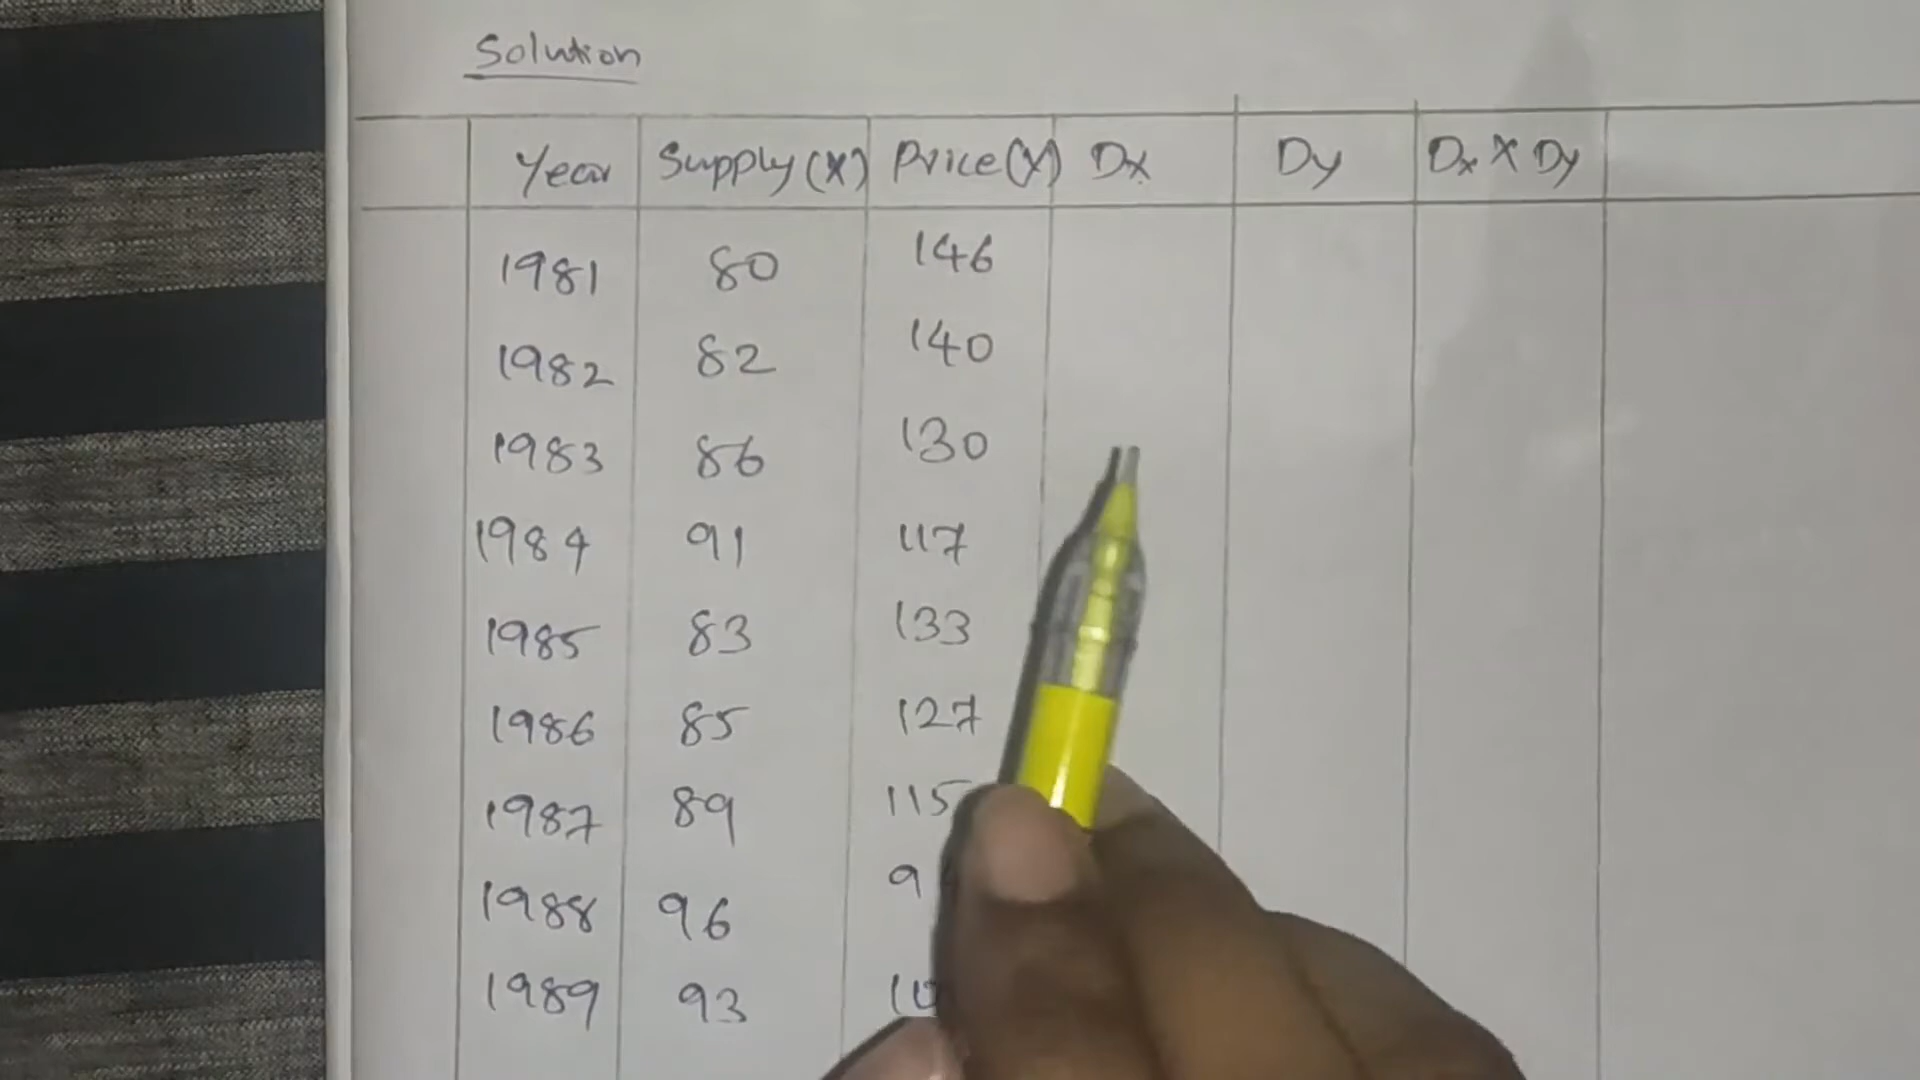 Solution
Year Supply(X) Price(Y) Dx Dy Dx X Dy
1981 80 146
1982 82 140
1983 86 130
1984 91 117
1985 83 133
1986 85 127
1987 89 115
1988 96
1989 93